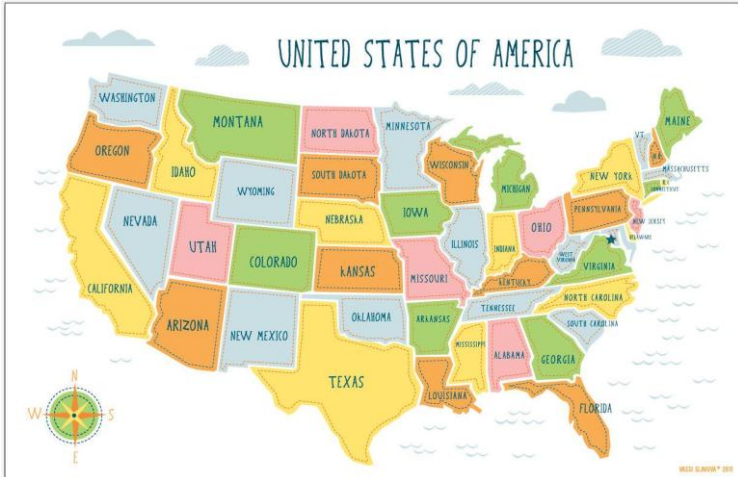 UNITED STATES OF AMERICA
WASHINGTON
MONTANA
NORTH DAKOTA
MINNESOTA
MAINE
V.T.
OREGON
IDAHO
WISCONSIN
MICHIGAN
NEW YORK
MASSACHUSETTS
CONNECTICUT
WYOMING
SOUTH DAKOTA
NEBRASKA
IOWA
PENNSYLVANIA
NEW JERSEY
DELAWARE
NEVADA
UTAH
COLORADO
KANSAS
MISSOURI
ILLINOIS
INDIANA
OHIO
WEST
VIRGINIA
VIRGINIA
KENTUCKY
CALIFORNIA
ARIZONA
NEW MEXICO
OKLAHOMA
ARKANSAS
TENNESSEE
NORTH CAROLINA
SOUTH CAROLINA
TEXAS
LOUISIANA
MISSISSIPPI
ALABAMA
GEORGIA
FLORIDA
N
W
S
E